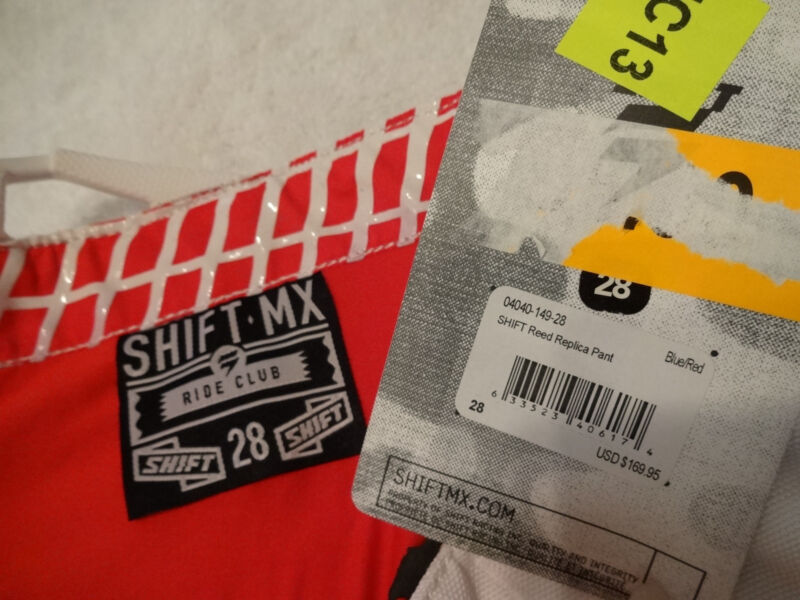 SHIFT·MX
RIDE CLUB
SHIFT
28
SHIFT
C13
28
04040-149-28
SHIFT Reed Replica Pant
Blue/Red
28
6 33523 40617 4
USD $169.95
SHIFTMX.COM